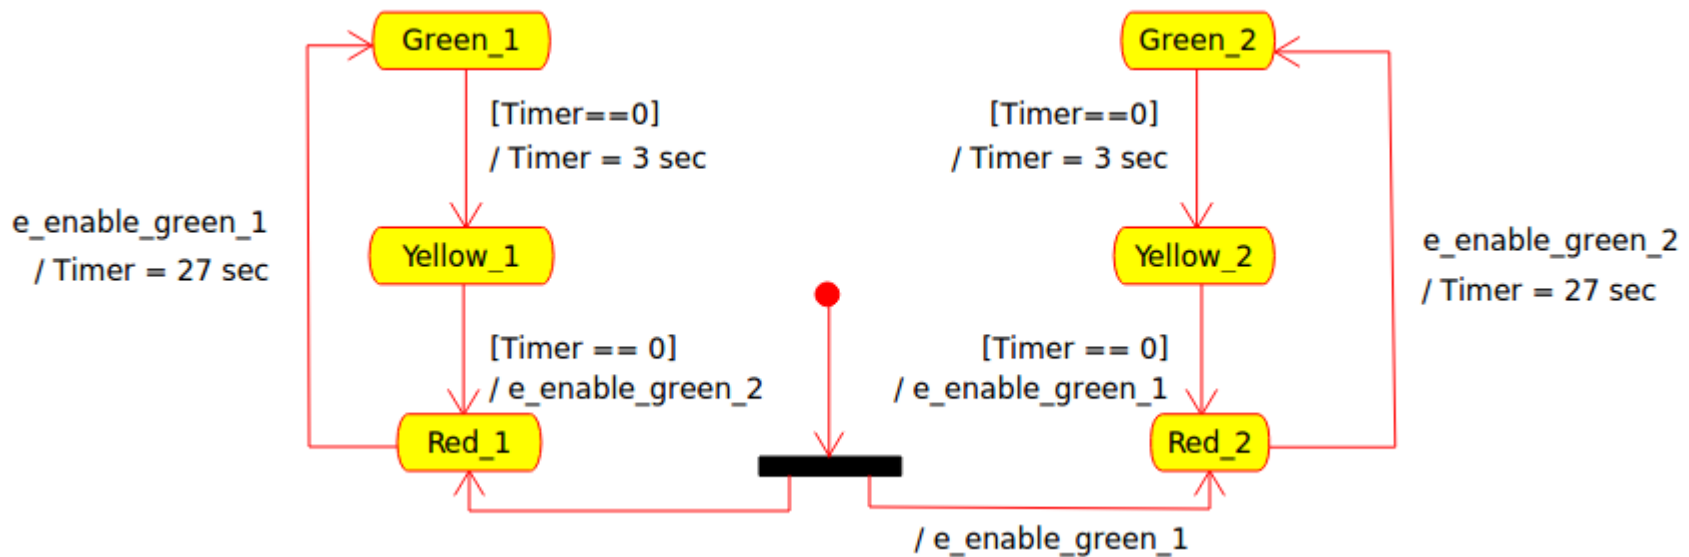 Green_1
Green_2
[Timer==0]
/ Timer = 3 sec
[Timer==0]
/ Timer = 3 sec
e_enable_green_1
/ Timer = 27 sec
Yellow_1
Yellow_2
e_enable_green_2
/ Timer = 27 sec
[Timer == 0]
/ e_enable_green_2
[Timer == 0]
/ e_enable_green_1
Red_1
Red_2
/ e_enable_green_1